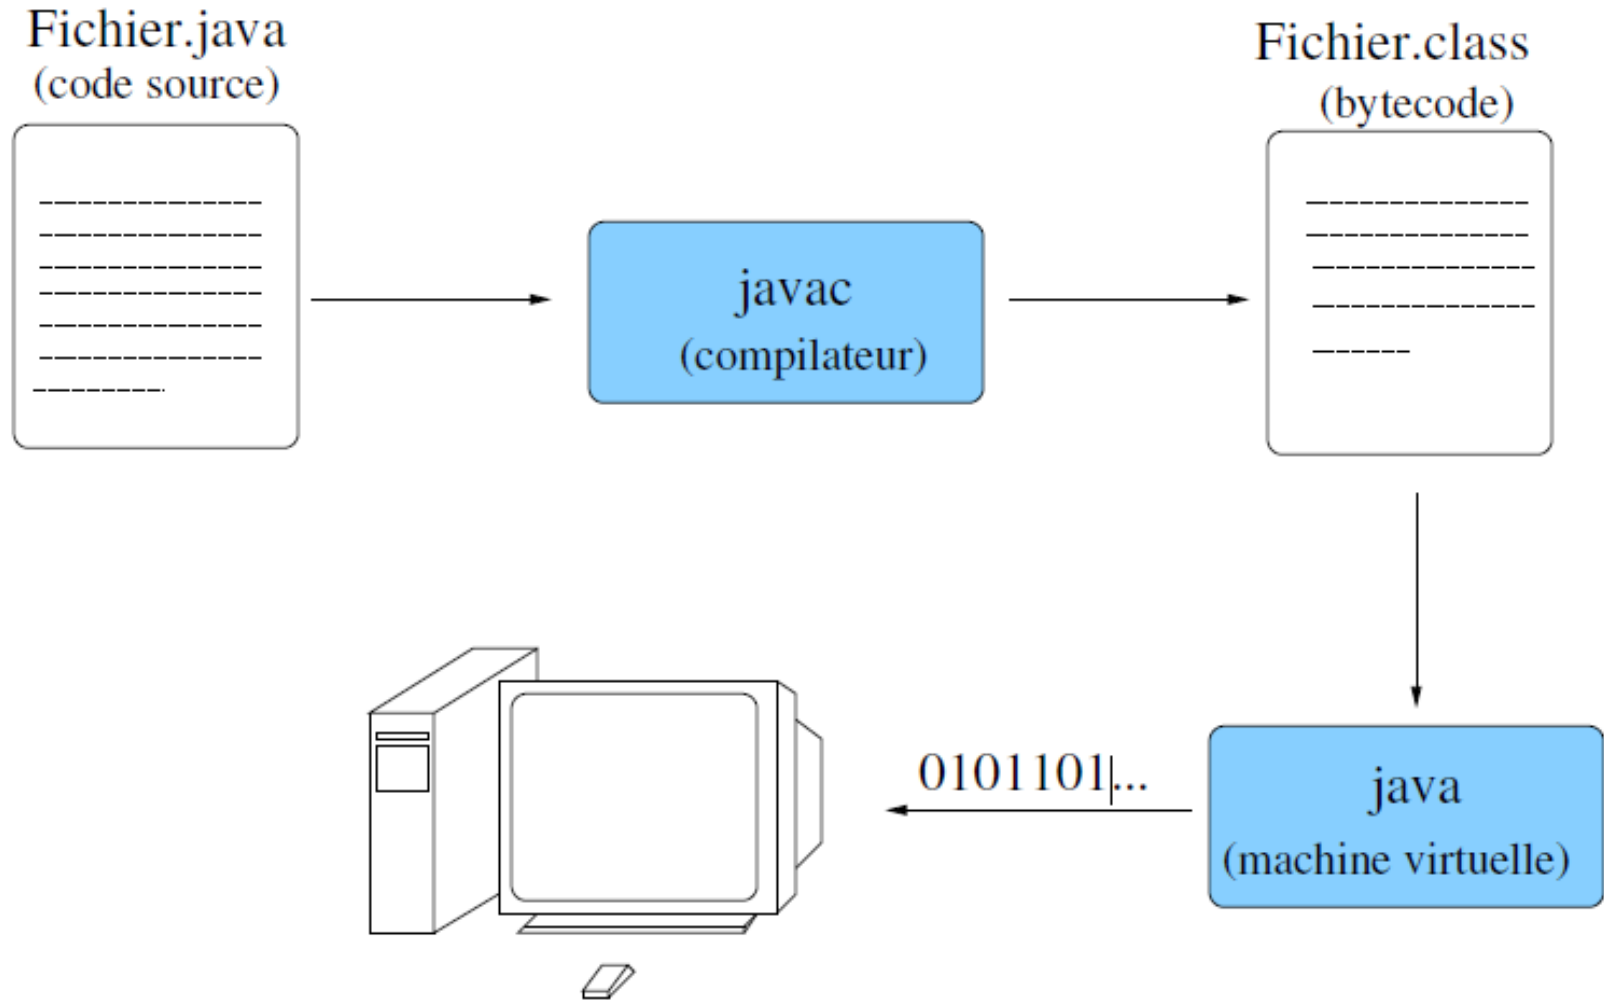 Fichier.java
(code source)
Fichier.class
(bytecode)
javac
(compilateur)
0101101...
java
(machine virtuelle)